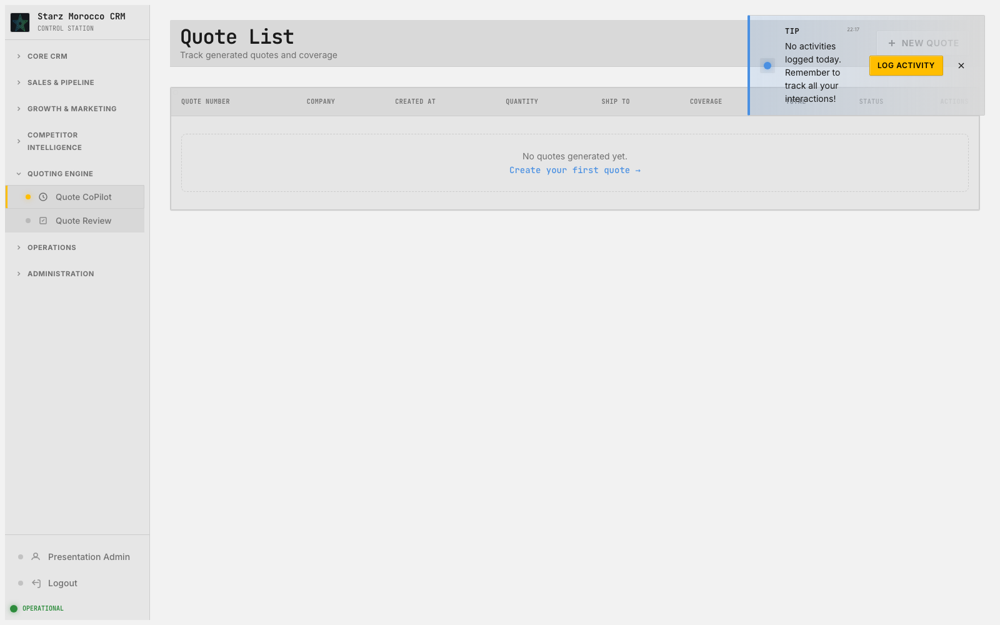 Starz Morocco CRM
CONTROL STATION
CORE CRM
SALES & PIPELINE
GROWTH & MARKETING
COMPETITOR
INTELLIGENCE
QUOTING ENGINE
Quote CoPilot
Quote Review
OPERATIONS
ADMINISTRATION
Presentation Admin
Logout
OPERATIONAL
Quote List
Track generated quotes and coverage
+ NEW QUOTE
TIP 22:17
No activities
logged today.
Remember to
track all your
interactions!
LOG ACTIVITY ×
QUOTE NUMBER COMPANY CREATED AT QUANTITY SHIP TO COVERAGE TOTAL STATUS ACTIONS
No quotes generated yet.
Create your first quote →